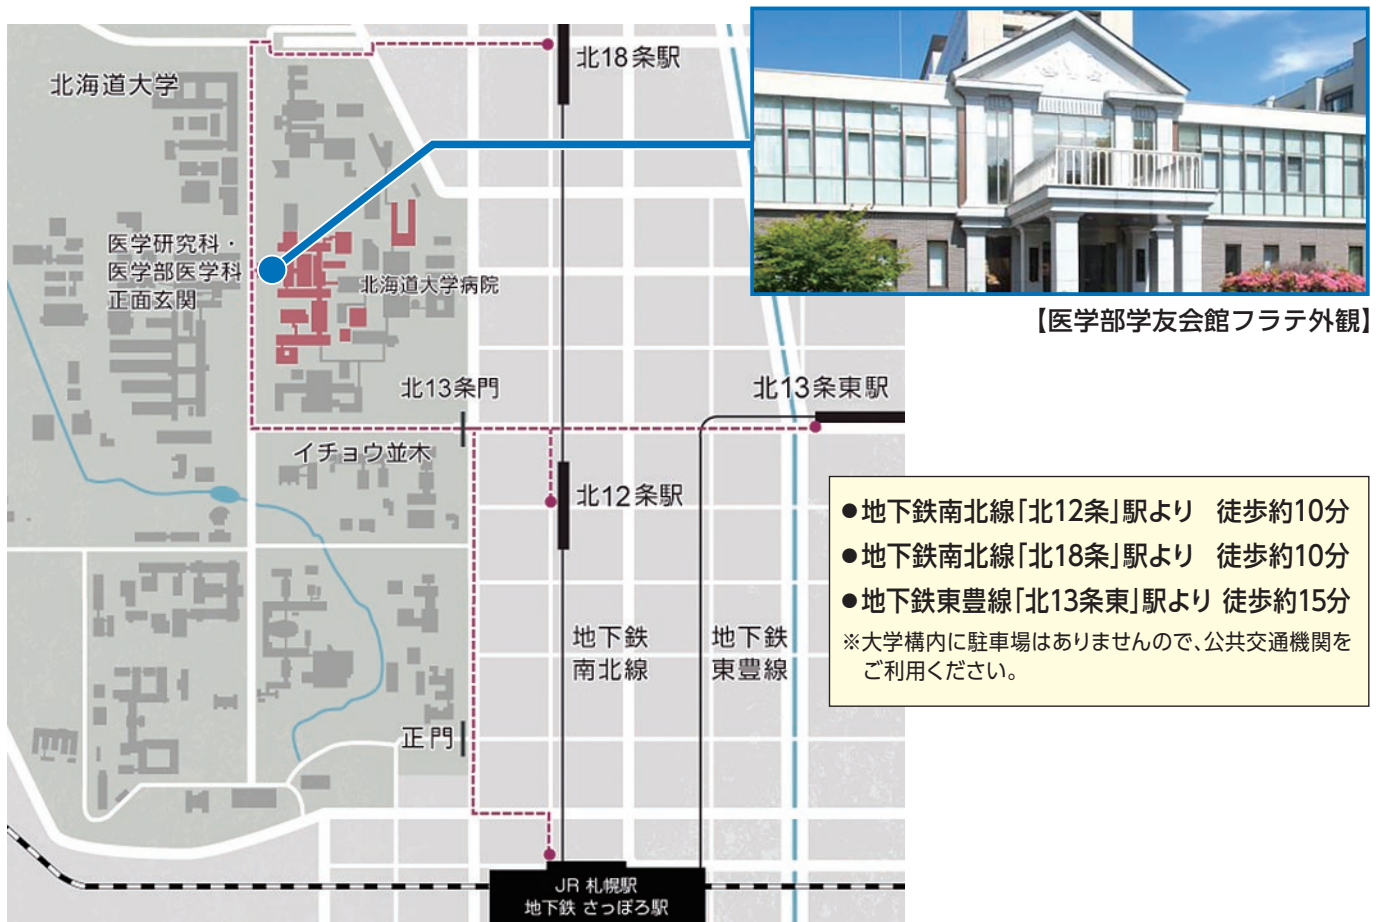 北18条駅
北海道大学
医学研究科・
医学部医学科
正面玄関
北海道大学病院
【医学部学友会館フラテ外観】
北13条門
北13条東駅
イチョウ並木
北12条駅
●地下鉄南北線「北12条」駅より 徒歩約10分
●地下鉄南北線「北18条」駅より 徒歩約10分
●地下鉄東豊線「北13条東」駅より 徒歩約15分
※大学構内に駐車場はありませんので、公共交通機関を
ご利用ください。
地下鉄
南北線
地下鉄
東豊線
正門
JR 札幌駅
地下鉄 さっぽろ駅